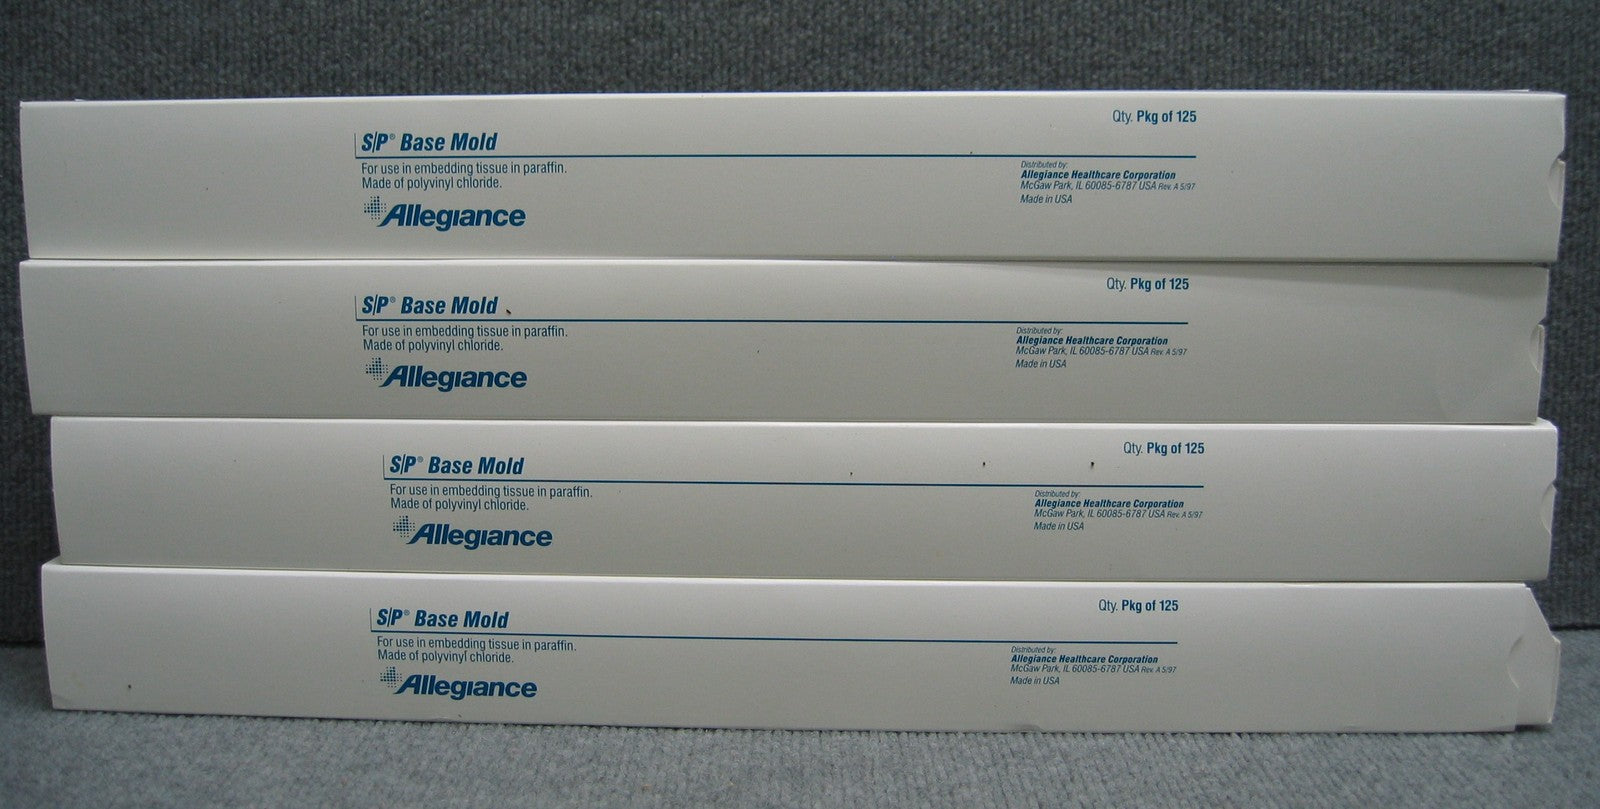 Qty. Pkg of 125
S/P® Base Mold
For use in embedding tissue in paraffin.
Made of polyvinyl chloride.
Allegiance
Distributed by:
Allegiance Healthcare Corporation
McGaw Park, IL 60085-6787 USA Rev. A 5/97
Made in USA
Qty. Pkg of 125
S/P® Base Mold
For use in embedding tissue in paraffin.
Made of polyvinyl chloride.
Allegiance
Distributed by:
Allegiance Healthcare Corporation
McGaw Park, IL 60085-6787 USA Rev. A 5/97
Made in USA
Qty. Pkg of 125
S/P® Base Mold
For use in embedding tissue in paraffin.
Made of polyvinyl chloride.
Allegiance
Distributed by:
Allegiance Healthcare Corporation
McGaw Park, IL 60085-6787 USA Rev. A 5/97
Made in USA
Qty. Pkg of 125
S/P® Base Mold
For use in embedding tissue in paraffin.
Made of polyvinyl chloride.
Allegiance
Distributed by:
Allegiance Healthcare Corporation
McGaw Park, IL 60085-6787 USA Rev. A 5/97
Made in USA